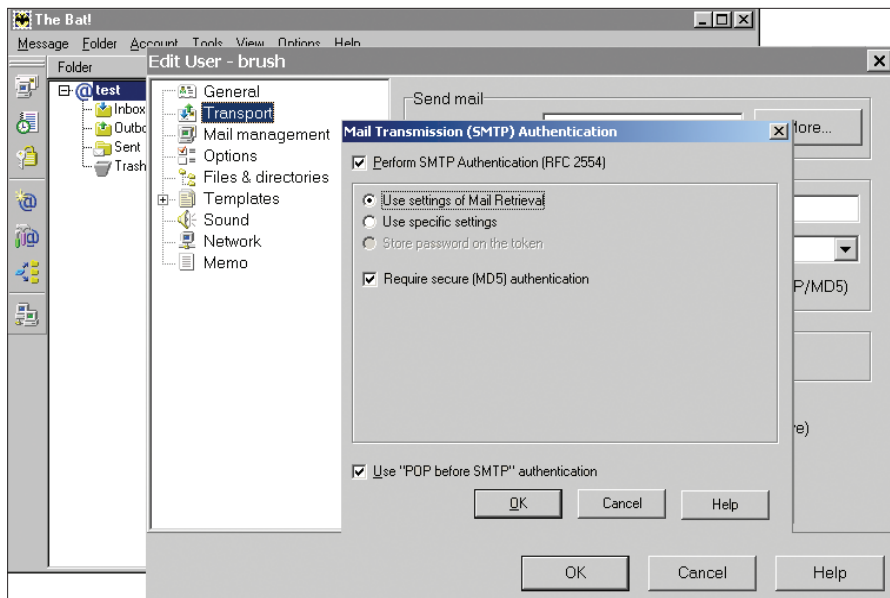 The Bat!
Message Folder Account Tools View Options Help
Folder
test
Inbox
Sent
Trash
Edit User - brush
General
Transport
Mail management
Options
Files & directories
Templates
Sound
Network
Memo
Send mail
Mail Transmission (SMTP) Authentication
Perform SMTP Authentication (RFC 2554)
Use settings of Mail Retrieval
Use specific settings
Store password on the token
Require secure (MD5) authentication
P/MD5)
Use "POP before SMTP" authentication
OK Cancel Help
OK Cancel Help